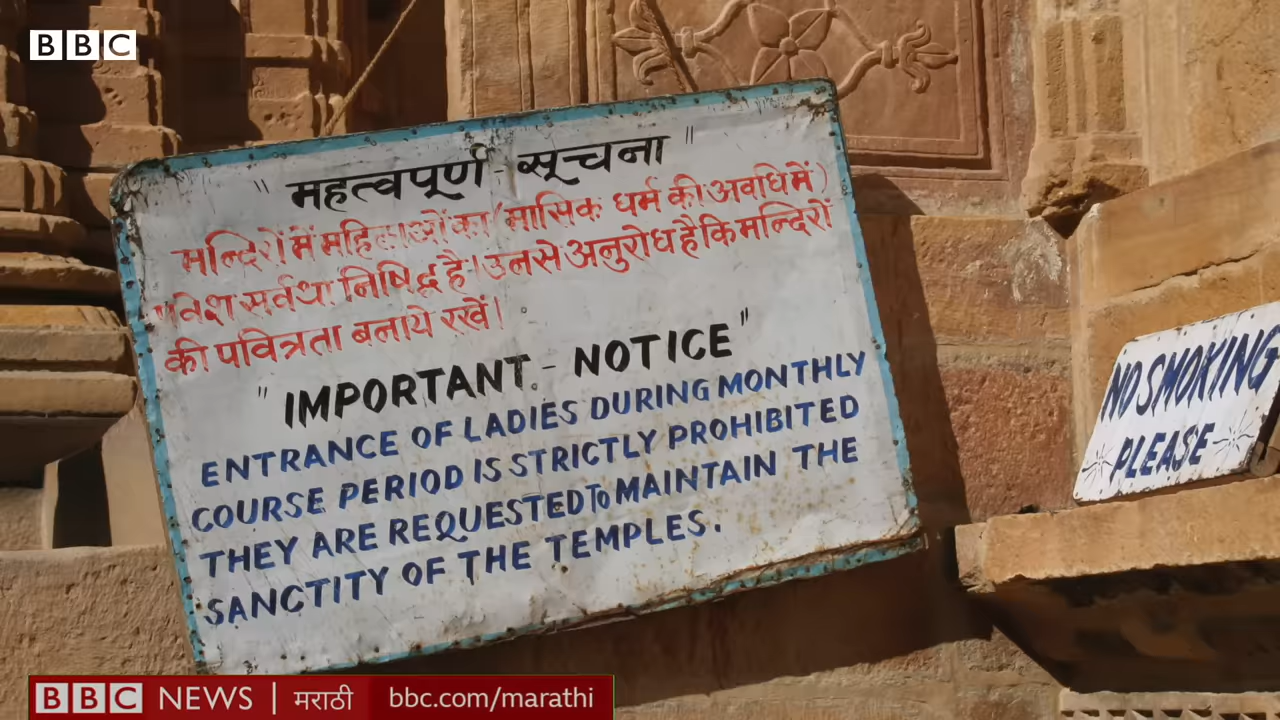 BBC
" महत्वपूर्ण - सूचना "
मन्दिरों में महिलाओं का (मासिक धर्म की अवधि में)
सर्वथा निषिद्ध है। उनसे अनुरोध है कि मन्दिरों
की पवित्रता बनाये रखें।
" IMPORTANT - NOTICE "
ENTRANCE OF LADIES DURING MONTHLY
COURSE PERIOD IS STRICTLY PROHIBITED
THEY ARE REQUESTED TO MAINTAIN THE
SANCTITY OF THE TEMPLES.
NO SMOKING
PLEASE
BBC NEWS | मराठी bbc.com/marathi